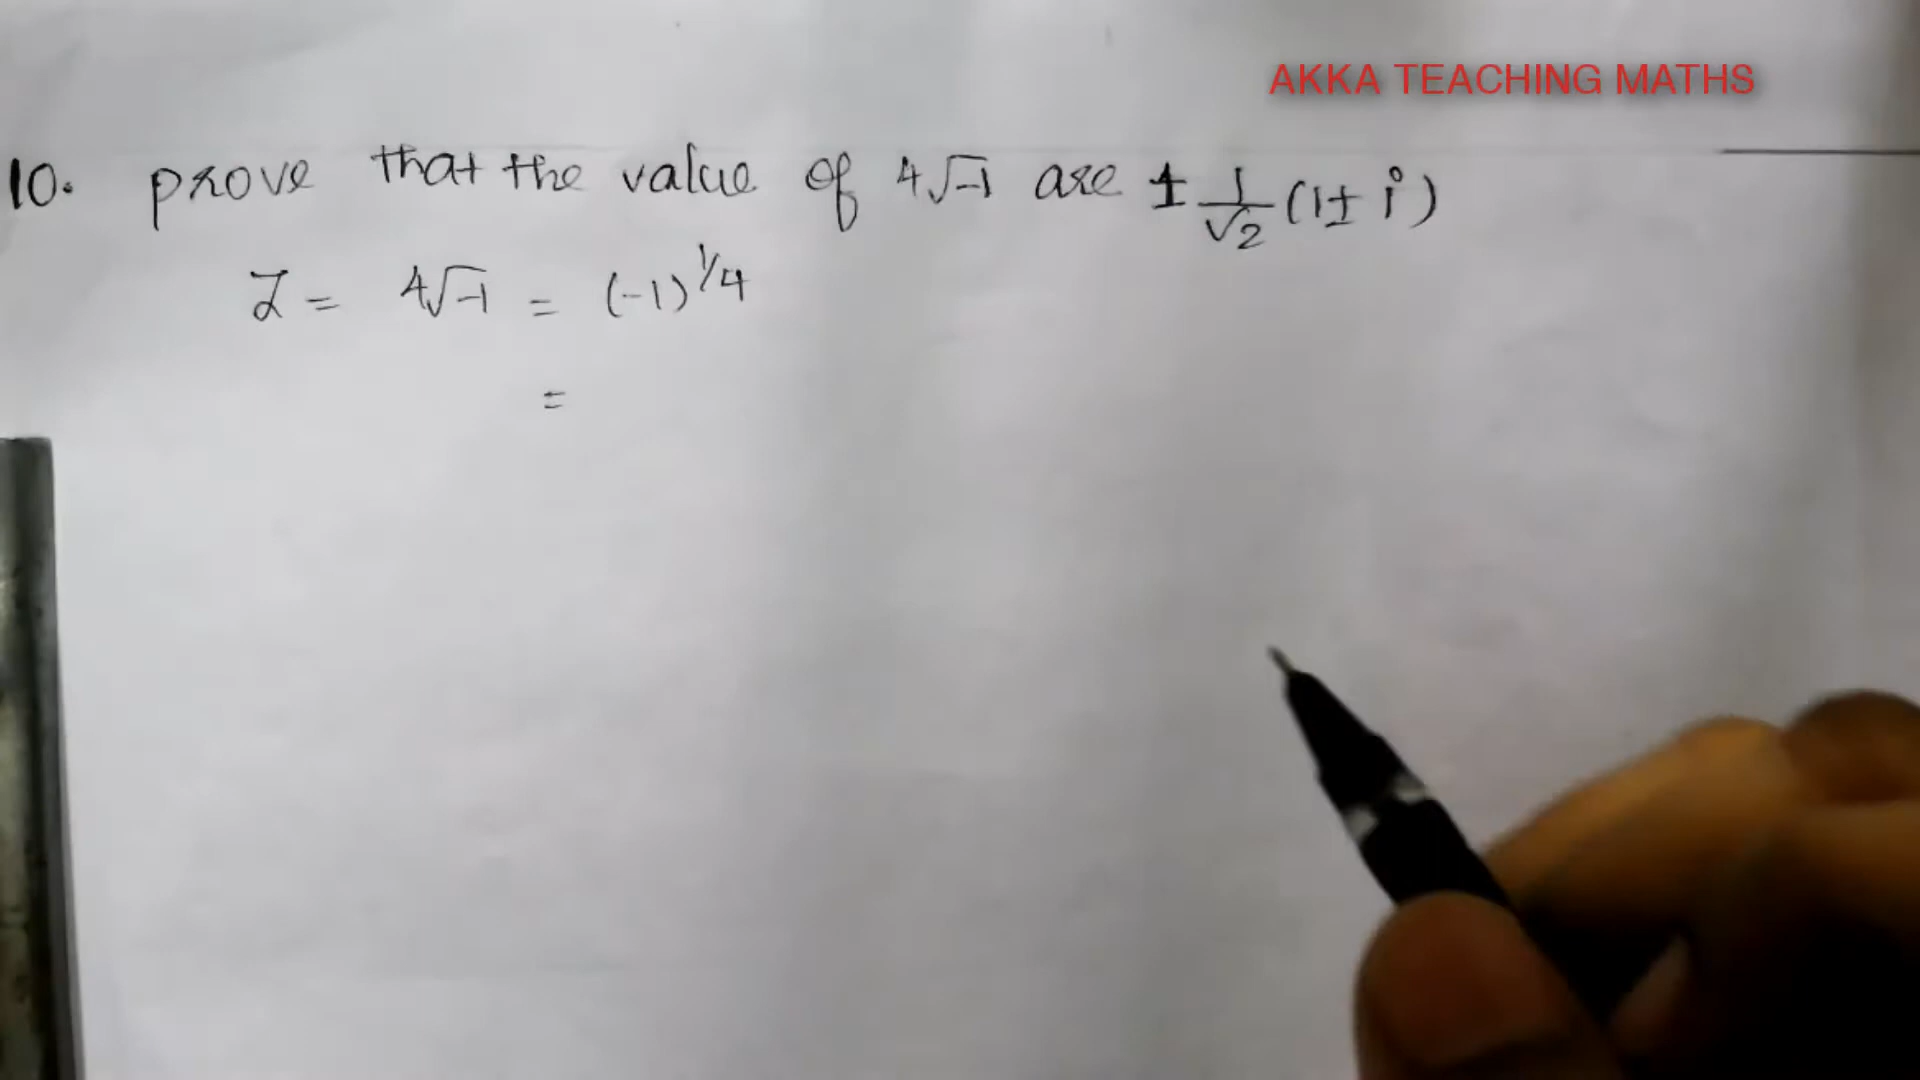 AKKA TEACHING MATHS
10. prove that the value of ⁴√-1 are ± 1/√2 (1± i)
Z = ⁴√-1 = (-1)^1/4
=